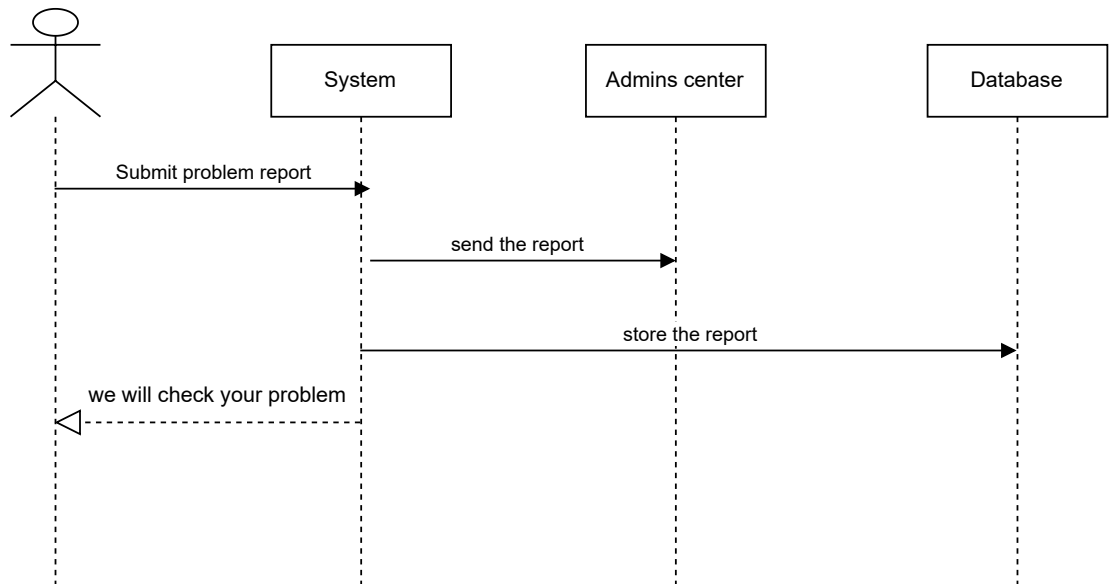 System
Admins center
Database
Submit problem report
send the report
store the report
we will check your problem